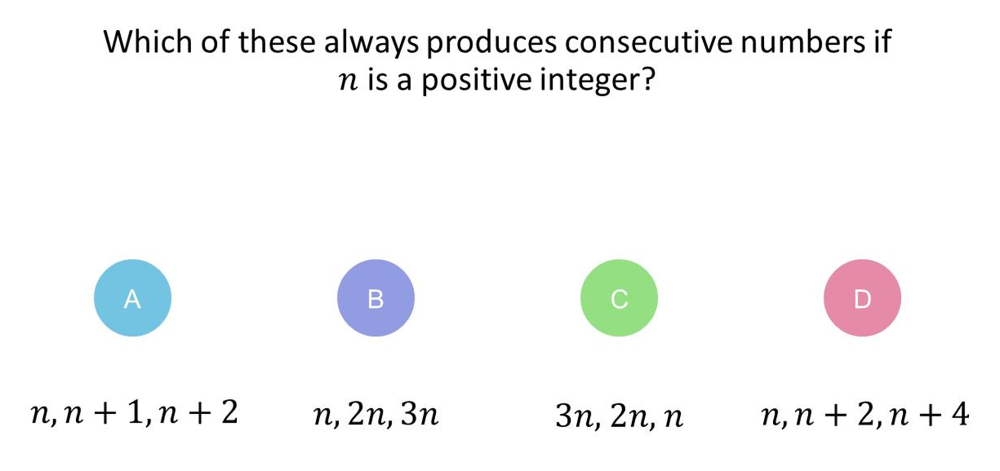 Which of these always produces consecutive numbers if
n is a positive integer?
A
B
C
D
n, n + 1, n + 2
n, 2n, 3n
3n, 2n, n
n, n + 2, n + 4